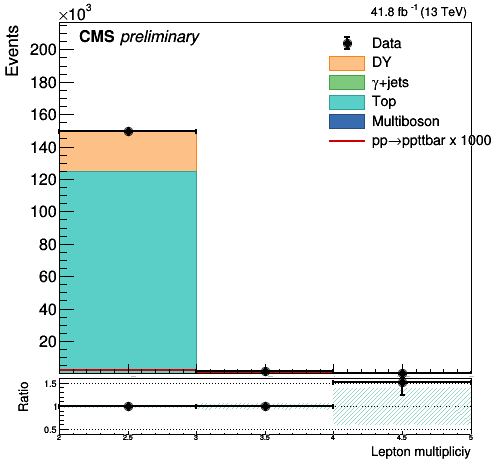 ×10³
41.8 fb⁻¹ (13 TeV)
CMS preliminary
Events
200
180
160
140
120
100
80
60
40
20
Data
DY
γ+jets
Top
Multiboson
pp→ppttbar x 1000
Ratio
1.5
1
0.5
2 2.5 3 3.5 4 4.5 5
Lepton multipliciy